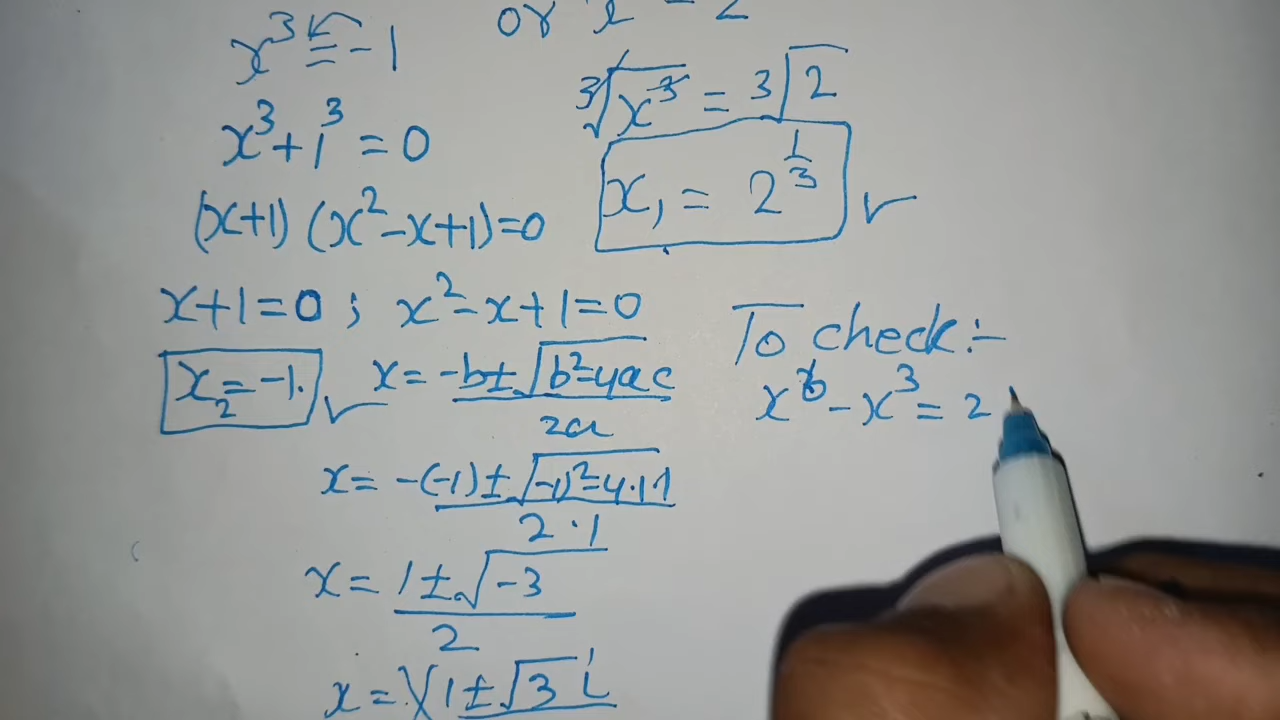 x³ = -1
or x³ = 2
x³ + 1³ = 0
∛x³ = ∛2
(x+1) (x² - x + 1) = 0
x₁ = 2^(1/3) ✓
x+1 = 0 ; x² - x + 1 = 0
x₂ = -1. ✓
x = -b ± √b² - 4ac / 2a
x = -(-1) ± √(-1)² - 4·1·1 / 2·1
x = 1 ± √-3 / 2
x = 1 ± √3 i
To check :-
x⁶ - x³ = 2